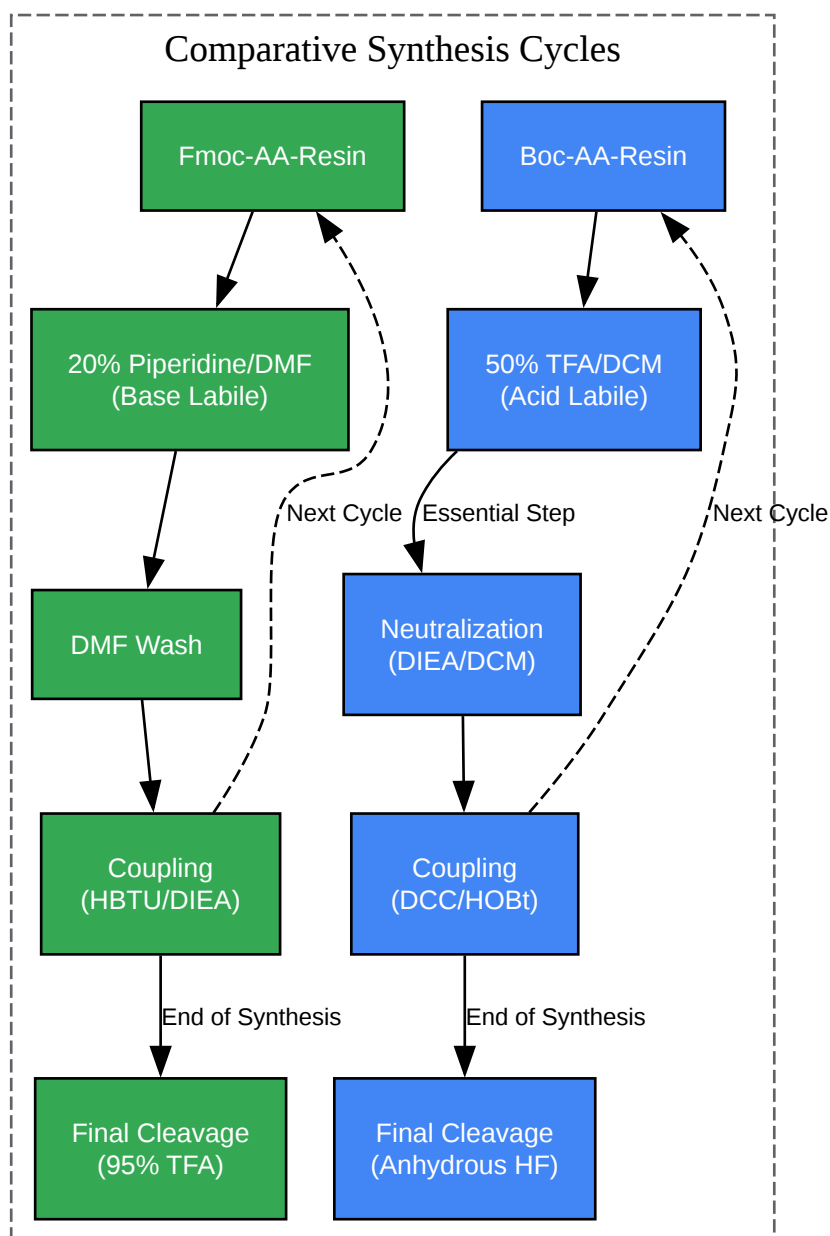 Comparative Synthesis Cycles
Fmoc-AA-Resin
Boc-AA-Resin
20% Piperidine/DMF
(Base Labile)
50% TFA/DCM
(Acid Labile)
Next Cycle
Essential Step
Next Cycle
DMF Wash
Neutralization
(DIEA/DCM)
Coupling
(HBTU/DIEA)
Coupling
(DCC/HOBt)
End of Synthesis
End of Synthesis
Final Cleavage
(95% TFA)
Final Cleavage
(Anhydrous HF)